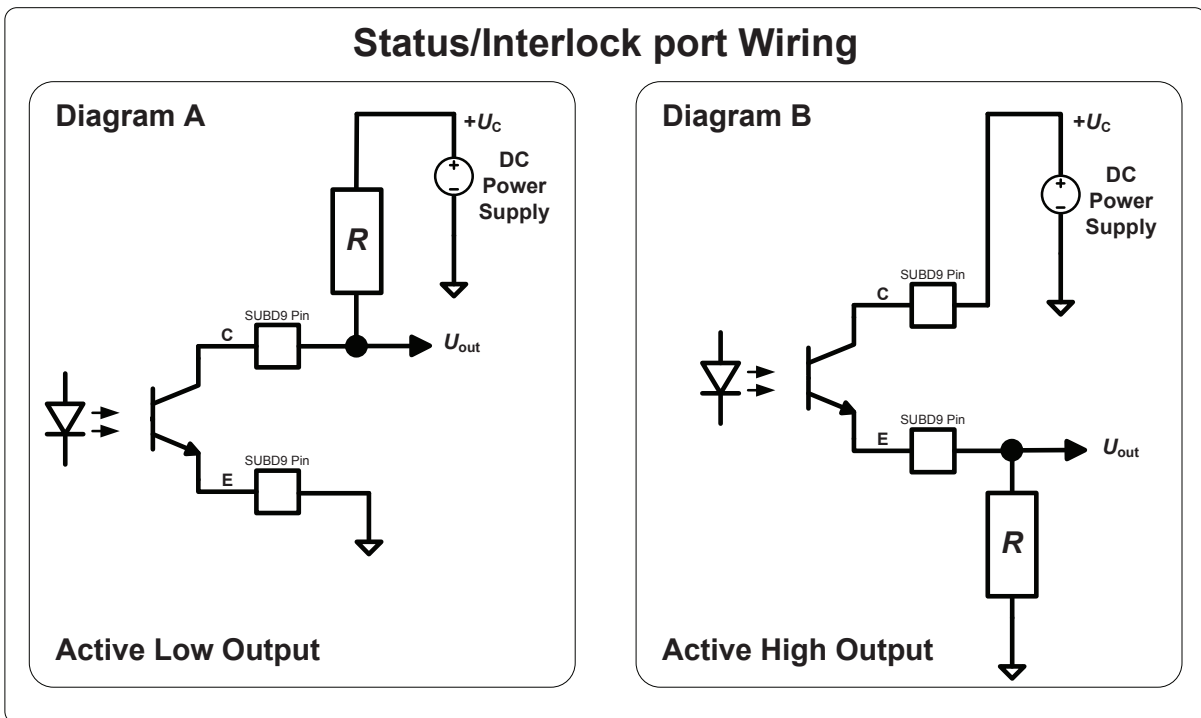 Status/Interlock port Wiring
Diagram A
+UC
+
−
DC
Power
Supply
R
SUBD9 Pin
C
Uout
SUBD9 Pin
E
Active Low Output
Diagram B
+UC
+
−
DC
Power
Supply
SUBD9 Pin
C
SUBD9 Pin
E
Uout
R
Active High Output